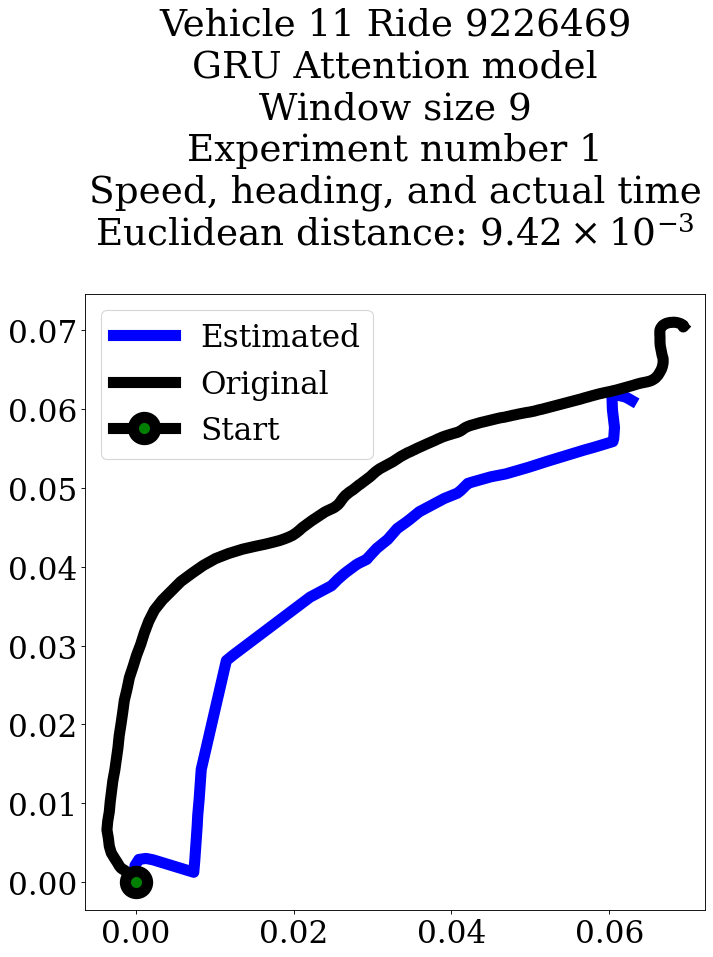 Vehicle 11 Ride 9226469
GRU Attention model
Window size 9
Experiment number 1
Speed, heading, and actual time
Euclidean distance: 9.42 × 10⁻³
Estimated
Original
Start
0.07
0.06
0.05
0.04
0.03
0.02
0.01
0.00
0.00 0.02 0.04 0.06